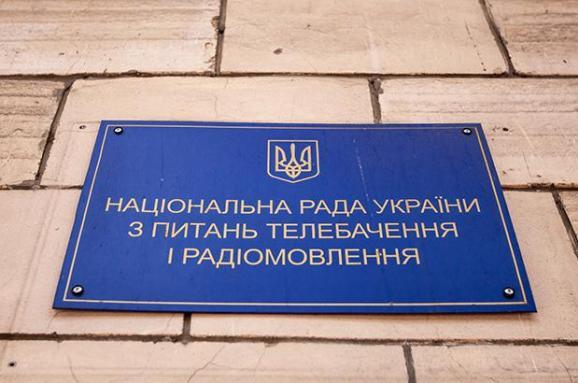 НАЦІОНАЛЬНА РАДА УКРАЇНИ
З ПИТАНЬ ТЕЛЕБАЧЕННЯ
І РАДІОМОВЛЕННЯ